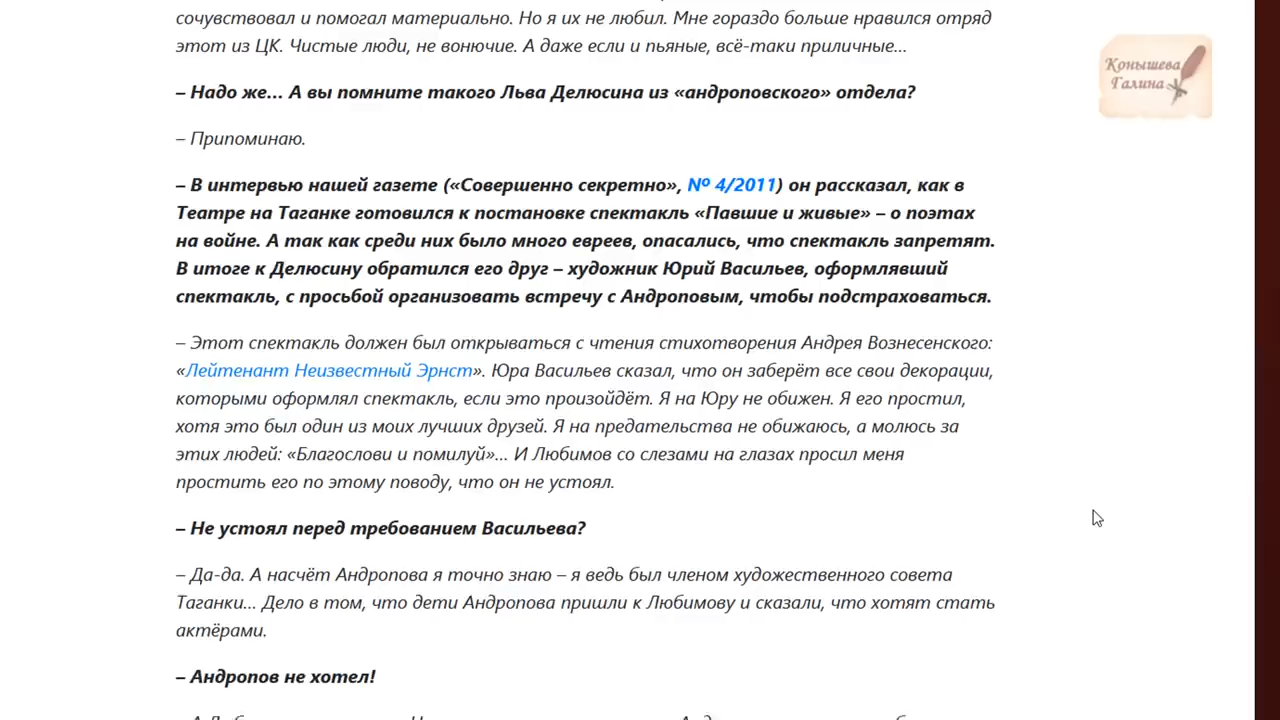 сочувствовал и помогал материально. Но я их не любил. Мне гораздо больше нравился отряд
этот из ЦК. Чистые люди, не вонючие. А даже если и пьяные, всё-таки приличные...
Конышева
Галина
– Надо же... А вы помните такого Льва Делюсина из «андроповского» отдела?
– Припоминаю.
– В интервью нашей газете («Совершенно секретно», № 4/2011) он рассказал, как в
Театре на Таганке готовился к постановке спектакль «Павшие и живые» – о поэтах
на войне. А так как среди них было много евреев, опасались, что спектакль запретят.
В итоге к Делюсину обратился его друг – художник Юрий Васильев, оформлявший
спектакль, с просьбой организовать встречу с Андроповым, чтобы подстраховаться.
– Этот спектакль должен был открываться с чтения стихотворения Андрея Вознесенского:
«Лейтенант Неизвестный Эрнст». Юра Васильев сказал, что он заберёт все свои декорации,
которыми оформлял спектакль, если это произойдёт. Я на Юру не обижен. Я его простил,
хотя это был один из моих лучших друзей. Я на предательства не обижаюсь, а молюсь за
этих людей: «Благослови и помилуй»... И Любимов со слезами на глазах просил меня
простить его по этому поводу, что он не устоял.
– Не устоял перед требованием Васильева?
– Да-да. А насчёт Андропова я точно знаю – я ведь был членом художественного совета
Таганки... Дело в том, что дети Андропова пришли к Любимову и сказали, что хотят стать
актёрами.
– Андропов не хотел!